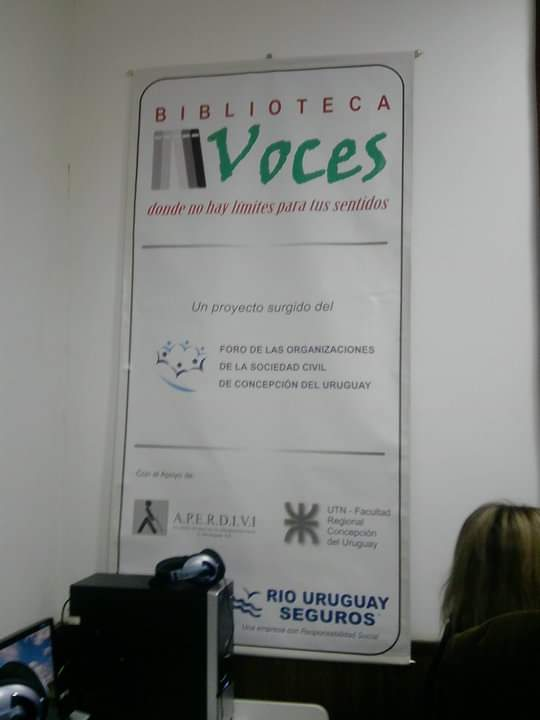 BIBLIOTECA
Voces
donde no hay límites para tus sentidos
Un proyecto surgido del
FORO DE LAS ORGANIZACIONES
DE LA SOCIEDAD CIVIL
DE CONCEPCIÓN DEL URUGUAY
Con el Apoyo de:
A.P.E.R.D.I.V.I
UTN - Facultad
Regional
Concepción
del Uruguay
RIO URUGUAY
SEGUROS
Una empresa con Responsabilidad Social